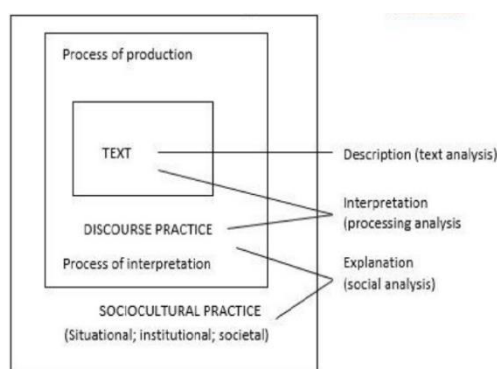 Process of production
TEXT
Description (text analysis)
Interpretation
(processing analysis
DISCOURSE PRACTICE
Process of interpretation
Explanation
(social analysis)
SOCIOCULTURAL PRACTICE
(Situational; institutional; societal)